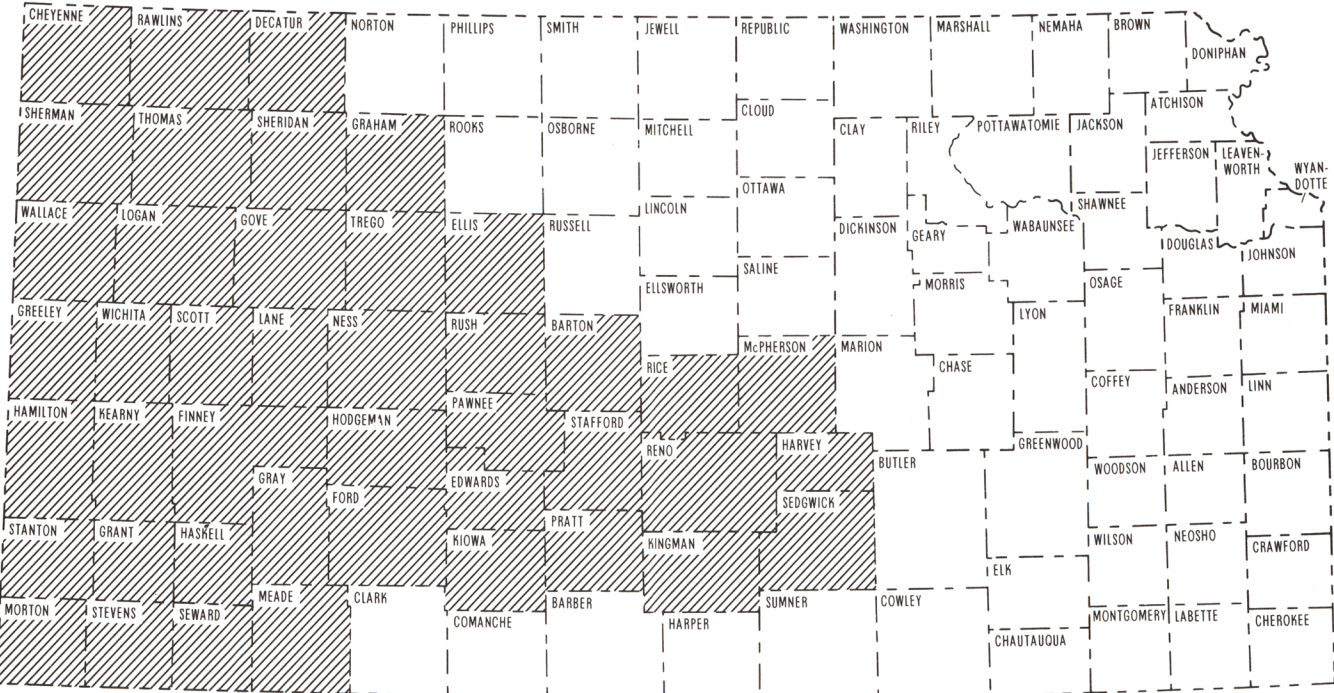 CHEYENNE
RAWLINS
DECATUR
NORTON
PHILLIPS
SMITH
JEWELL
REPUBLIC
WASHINGTON
MARSHALL
NEMAHA
BROWN
DONIPHAN
SHERMAN
THOMAS
SHERIDAN
GRAHAM
ROOKS
OSBORNE
MITCHELL
CLOUD
CLAY
RILEY
POTTAWATOMIE
JACKSON
ATCHISON
JEFFERSON
LEAVEN-
WORTH
WYAN-
DOTTE
WALLACE
LOGAN
GOVE
TREGO
ELLIS
RUSSELL
LINCOLN
OTTAWA
DICKINSON
GEARY
WABAUNSEE
SHAWNEE
DOUGLAS
JOHNSON
GREELEY
WICHITA
SCOTT
LANE
NESS
RUSH
BARTON
ELLSWORTH
SALINE
MORRIS
LYON
OSAGE
FRANKLIN
MIAMI
HAMILTON
KEARNY
FINNEY
HODGEMAN
PAWNEE
STAFFORD
RICE
McPHERSON
MARION
CHASE
COFFEY
ANDERSON
LINN
GRAY
FORD
EDWARDS
RENO
HARVEY
BUTLER
GREENWOOD
WOODSON
ALLEN
BOURBON
STANTON
GRANT
HASKELL
KIOWA
PRATT
KINGMAN
SEDGWICK
ELK
WILSON
NEOSHO
CRAWFORD
MORTON
STEVENS
SEWARD
MEADE
CLARK
COMANCHE
BARBER
HARPER
SUMNER
COWLEY
CHAUTAUQUA
MONTGOMERY
LABETTE
CHEROKEE